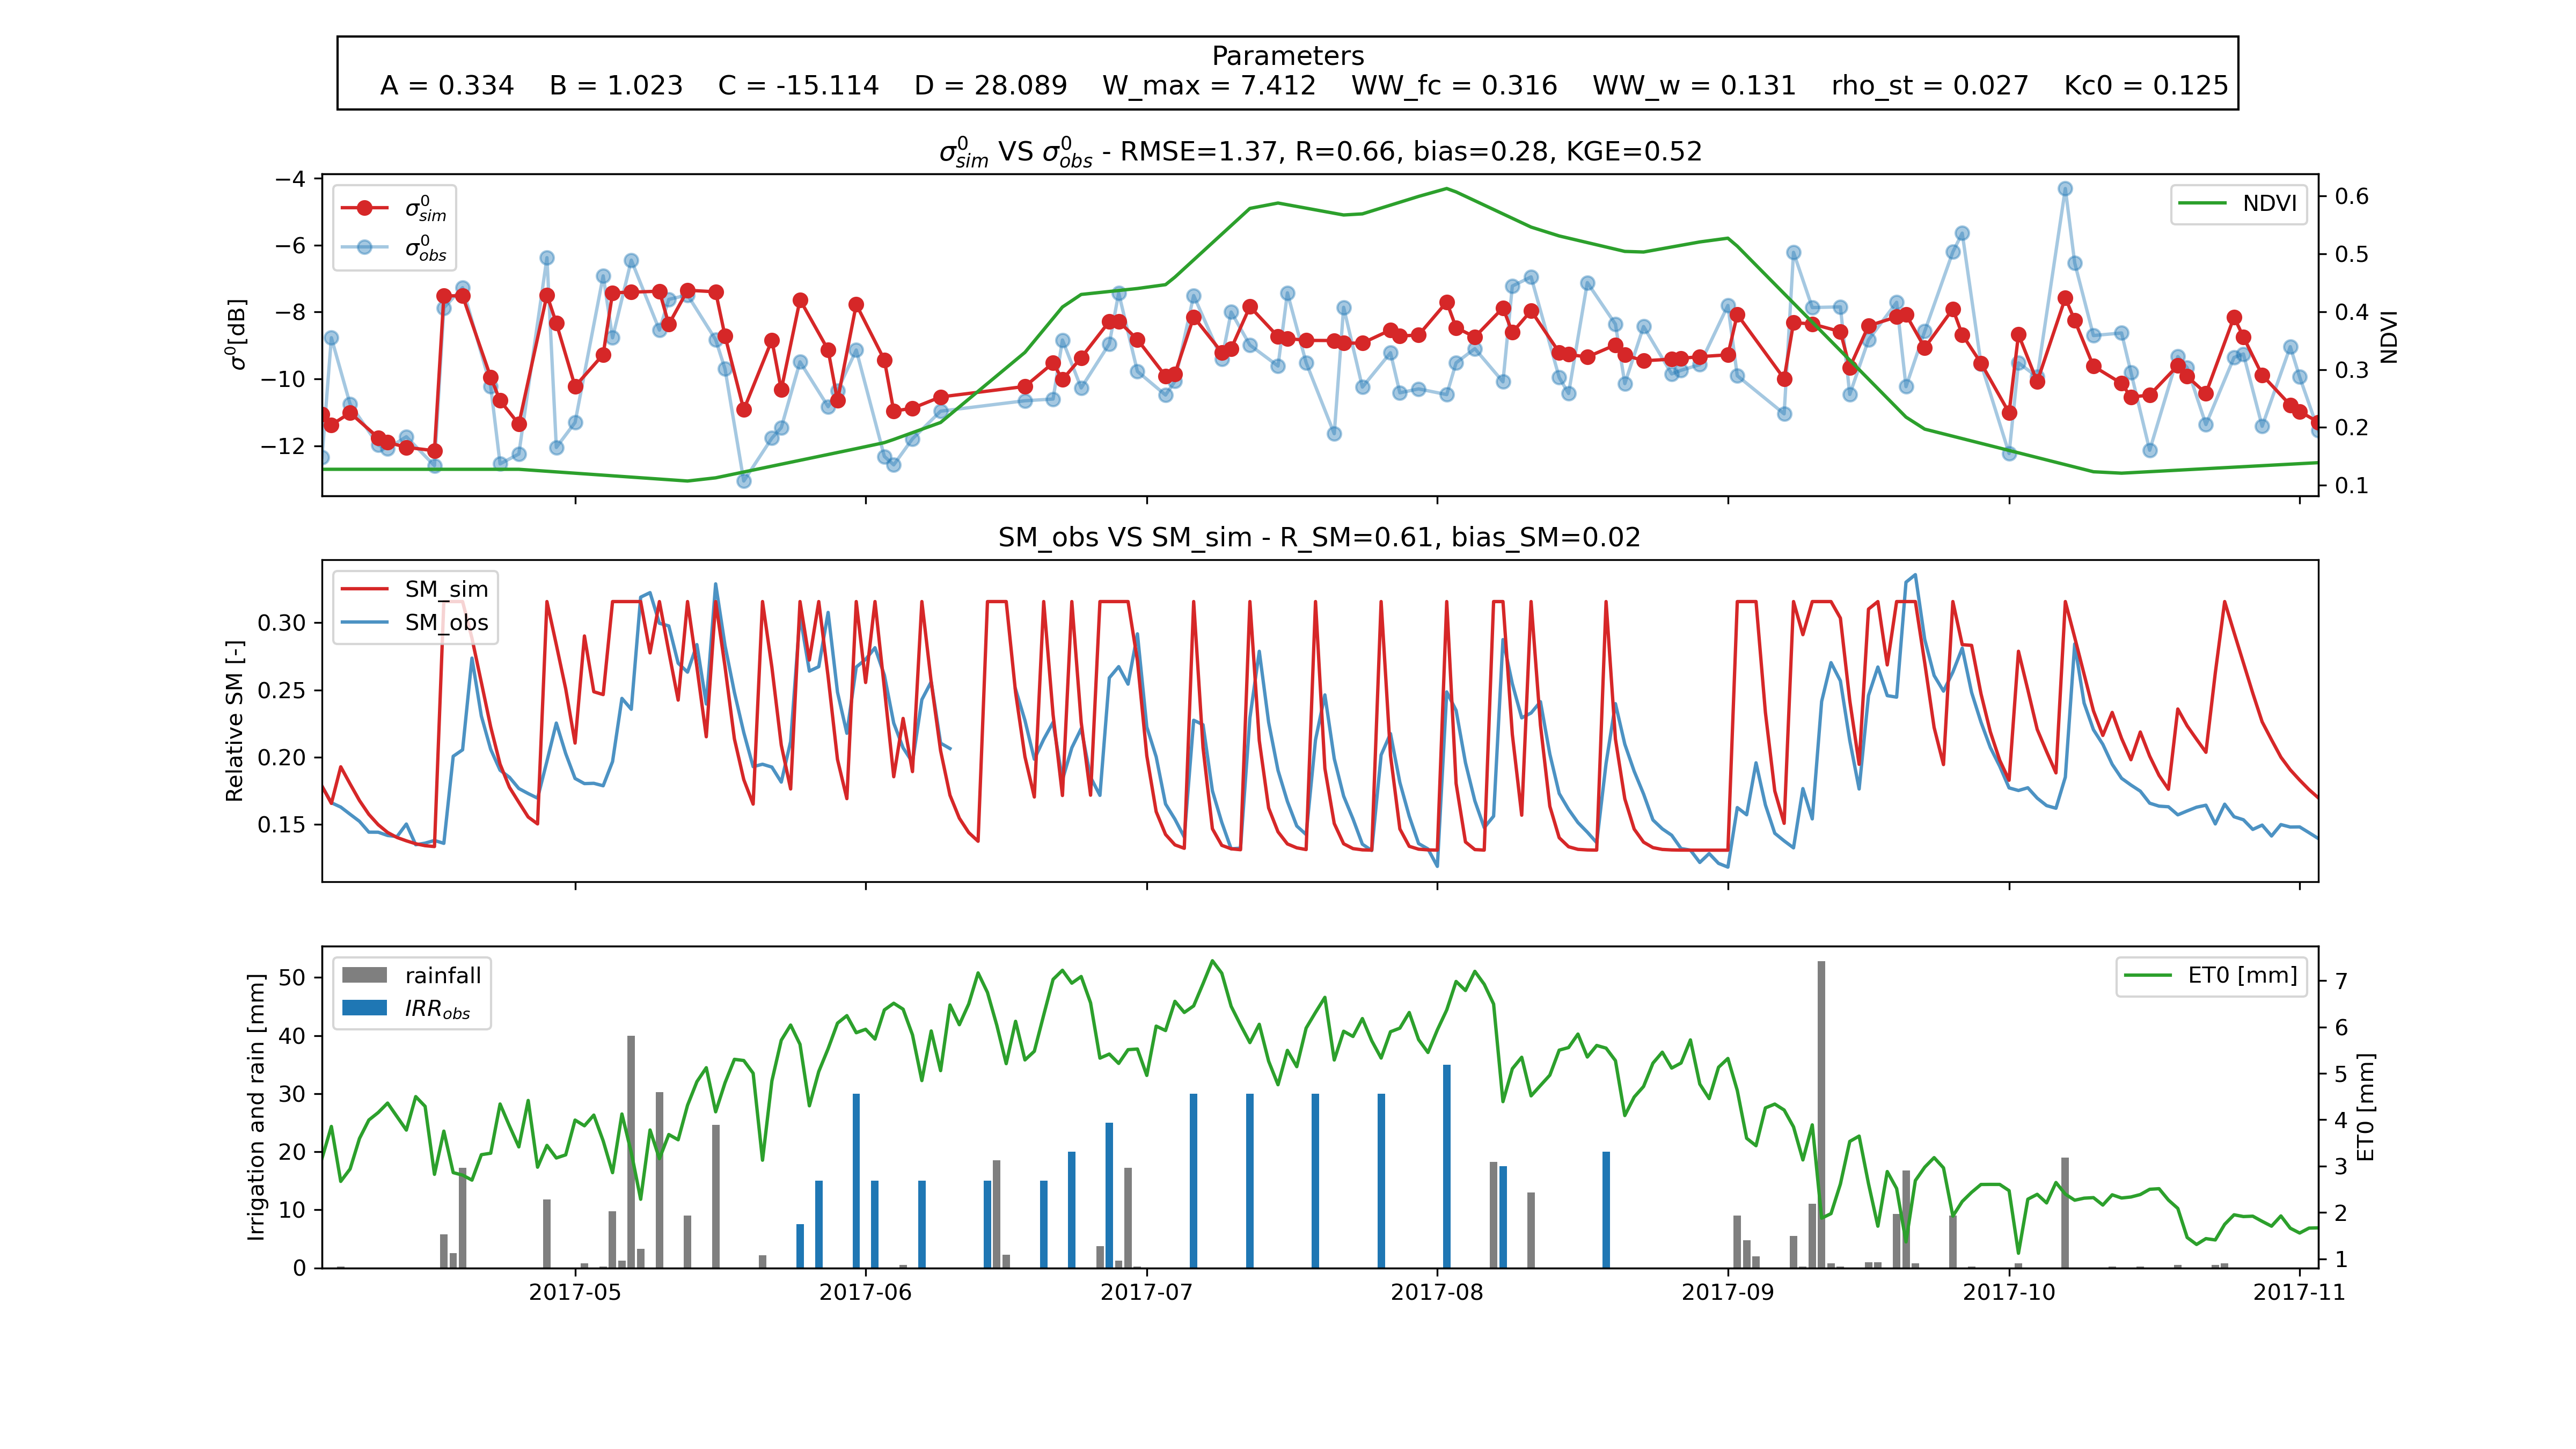 Parameters
A = 0.334 B = 1.023 C = -15.114 D = 28.089 W_max = 7.412 WW_fc = 0.316 WW_w = 0.131 rho_st = 0.027 Kc0 = 0.125
σ⁰sim VS σ⁰obs - RMSE=1.37, R=0.66, bias=0.28, KGE=0.52
σ⁰sim
σ⁰obs
NDVI
σ⁰[dB]
−4
−6
−8
−10
−12
0.6
0.5
0.4
0.3
0.2
0.1
NDVI
SM_obs VS SM_sim - R_SM=0.61, bias_SM=0.02
SM_sim
SM_obs
Relative SM [-]
0.30
0.25
0.20
0.15
rainfall
IRRobs
ET0 [mm]
Irrigation and rain [mm]
50
40
30
20
10
0
7
6
5
4
3
2
1
ET0 [mm]
2017-05 2017-06 2017-07 2017-08 2017-09 2017-10 2017-11